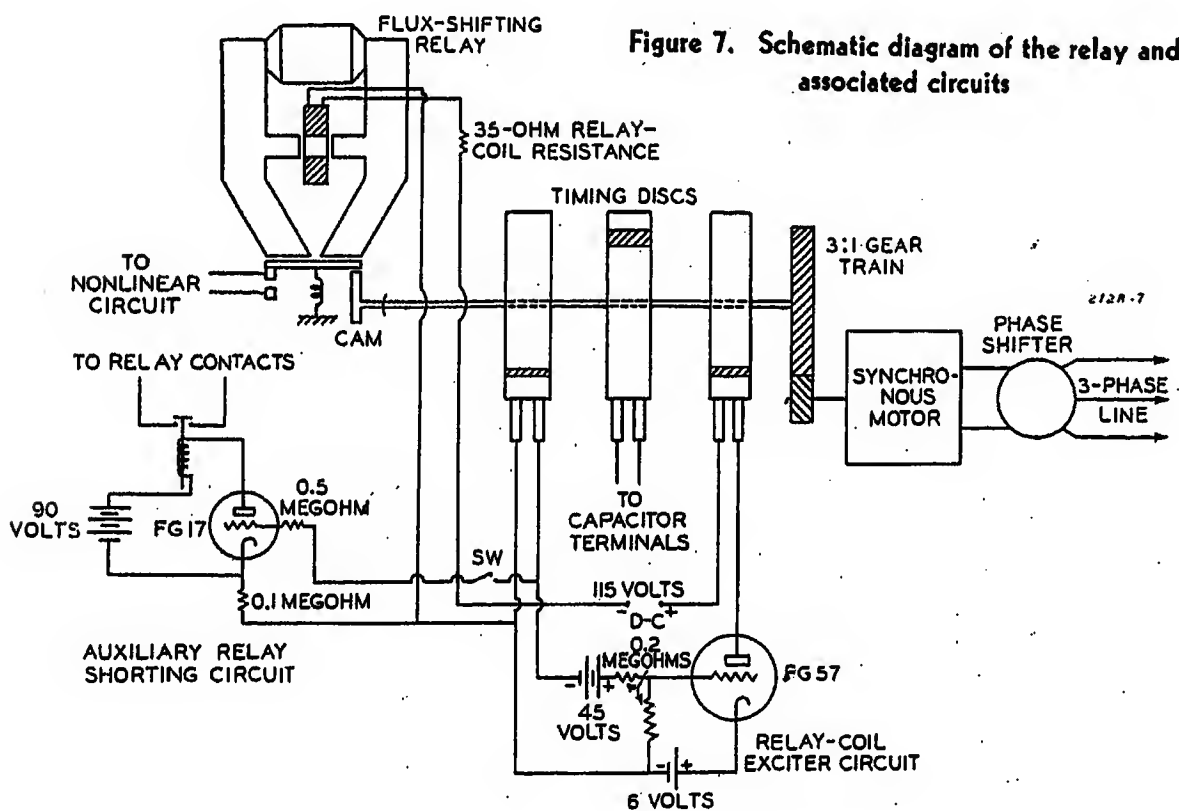 FLUX-SHIFTING
RELAY
Figure 7. Schematic diagram of the relay and
associated circuits
35-OHM RELAY-
COIL RESISTANCE
TIMING DISCS
3:1 GEAR
TRAIN
TO
NONLINEAR
CIRCUIT
CAM
2128-7
PHASE
SHIFTER
SYNCHRO-
NOUS
MOTOR
3-PHASE
LINE
TO RELAY CONTACTS
90
VOLTS
FG17
0.5
MEGOHM
SW
TO
CAPACITOR
TERMINALS
0.1 MEGOHM
115 VOLTS
- D-C +
AUXILIARY RELAY
SHORTING CIRCUIT
0.2
MEGOHMS
- +
45
VOLTS
FG57
RELAY-COIL
EXCITER CIRCUIT
+
6 VOLTS